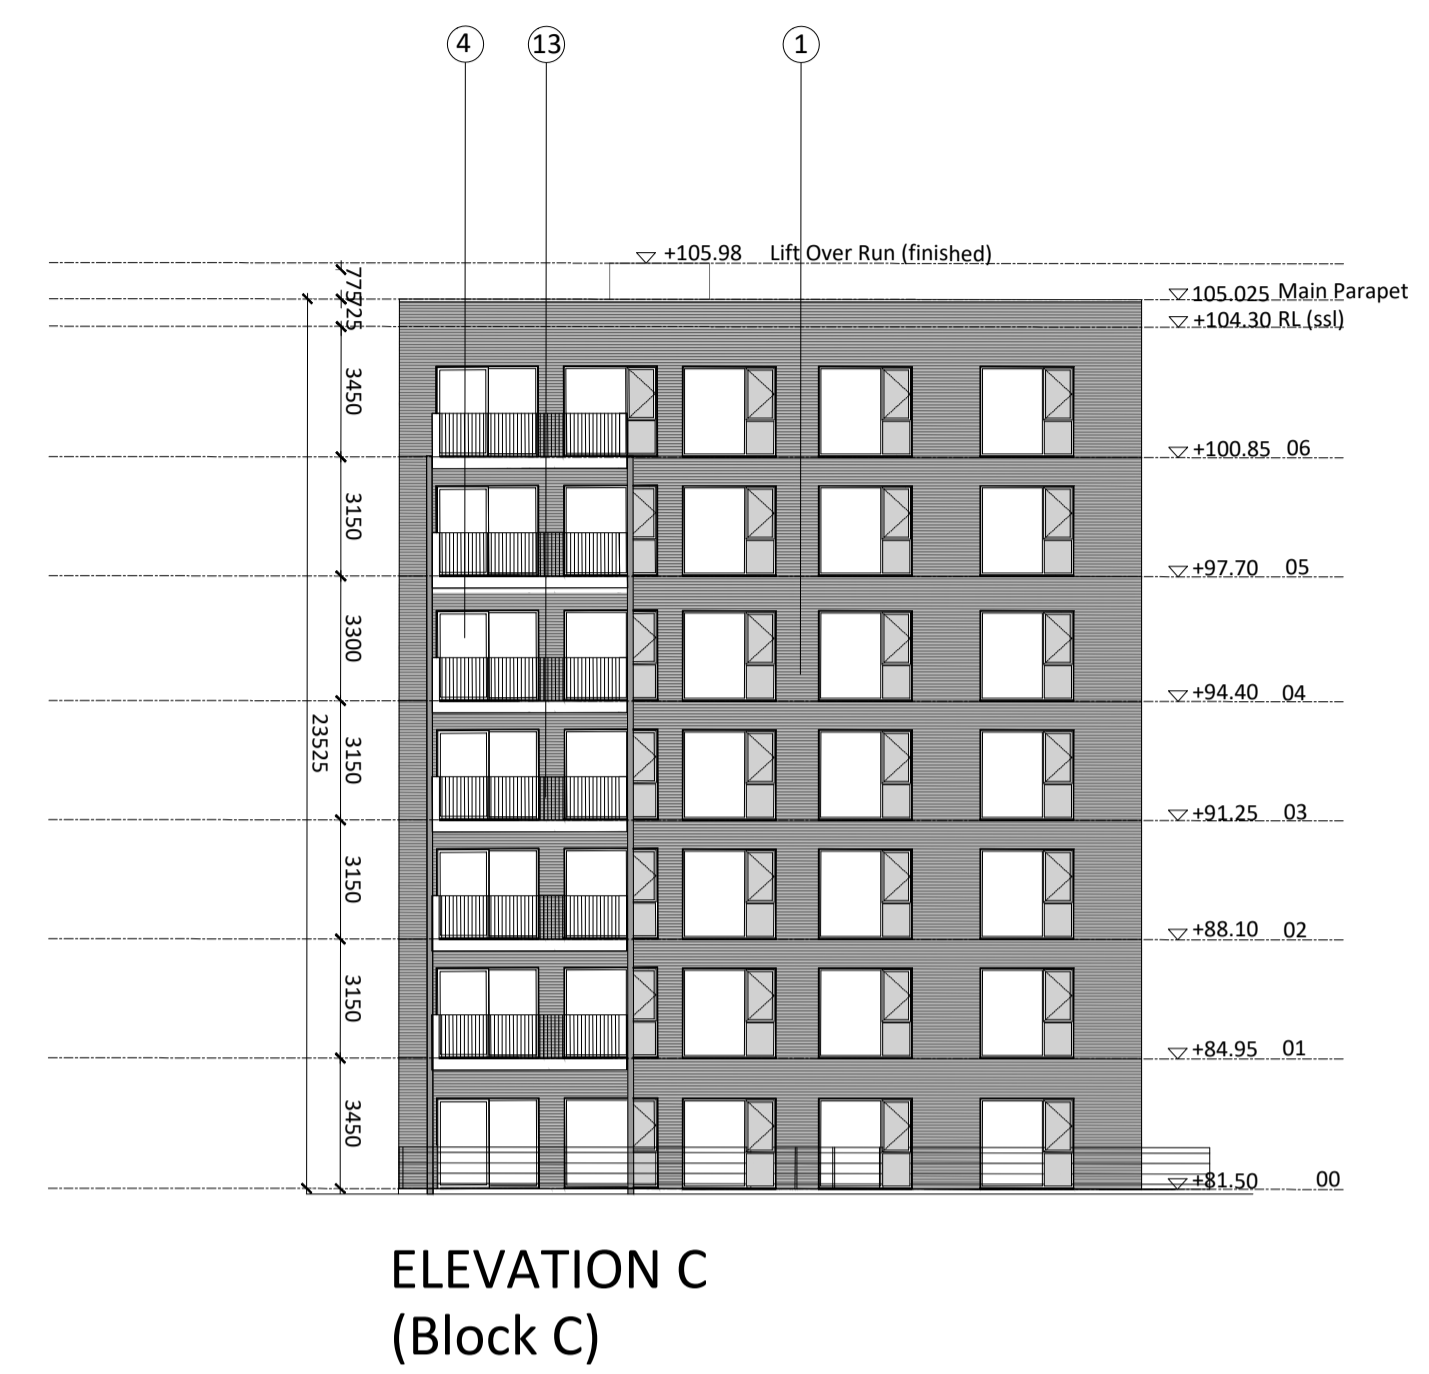 4 13 1
+105.98 Lift Over Run (finished)
775
105.025 Main Parapet
725
+104.30 RL (ssl)
3450
+100.85 06
3150
+97.70 05
3300
+94.40 04
23525
3150
+91.25 03
3150
+88.10 02
3150
+84.95 01
3450
+81.50 00
ELEVATION C
(Block C)